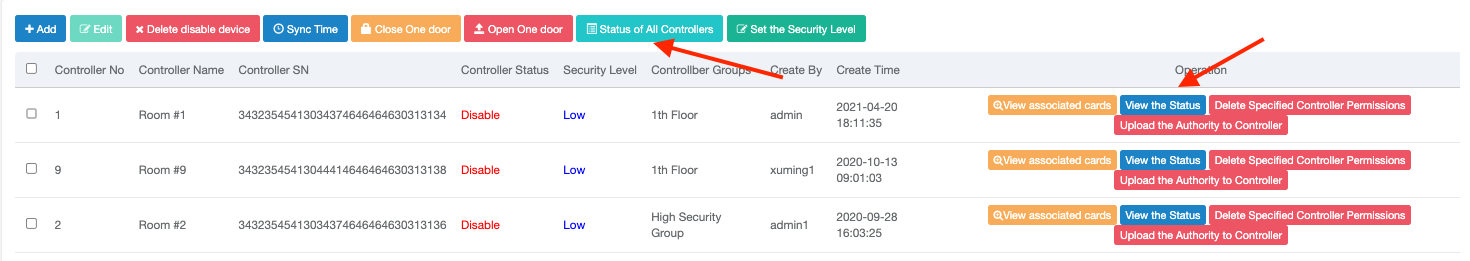 Add Edit Delete disable device Sync Time Close One door Open One door Status of All Controllers Set the Security Level
Controller No Controller Name Controller SN Controller Status Security Level Controllber Groups Create By Create Time Operation
1 Room #1 3432354541303437464646463031 3134 Disable Low 1th Floor admin 2021-04-20 18:11:35 View associated cards View the Status Delete Specified Controller Permissions
Upload the Authority to Controller
9 Room #9 34323545413044414646464630313138 Disable Low 1th Floor xuming1 2020-10-13 09:01:03 View associated cards View the Status Delete Specified Controller Permissions
Upload the Authority to Controller
2 Room #2 34323545413034374646464630313136 Disable Low High Security Group admin1 2020-09-28 16:03:25 View associated cards View the Status Delete Specified Controller Permissions
Upload the Authority to Controller